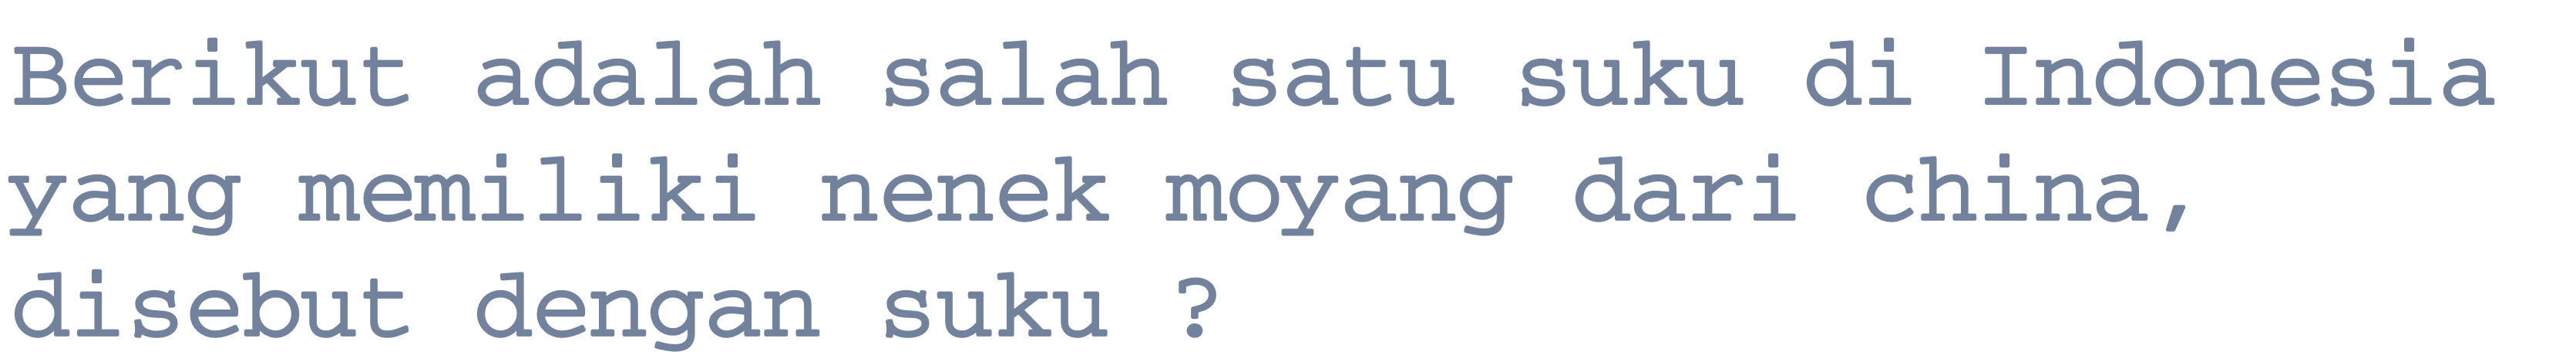 Berikut adalah salah satu suku di Indonesia
yang memiliki nenek moyang dari china,
disebut dengan suku ?